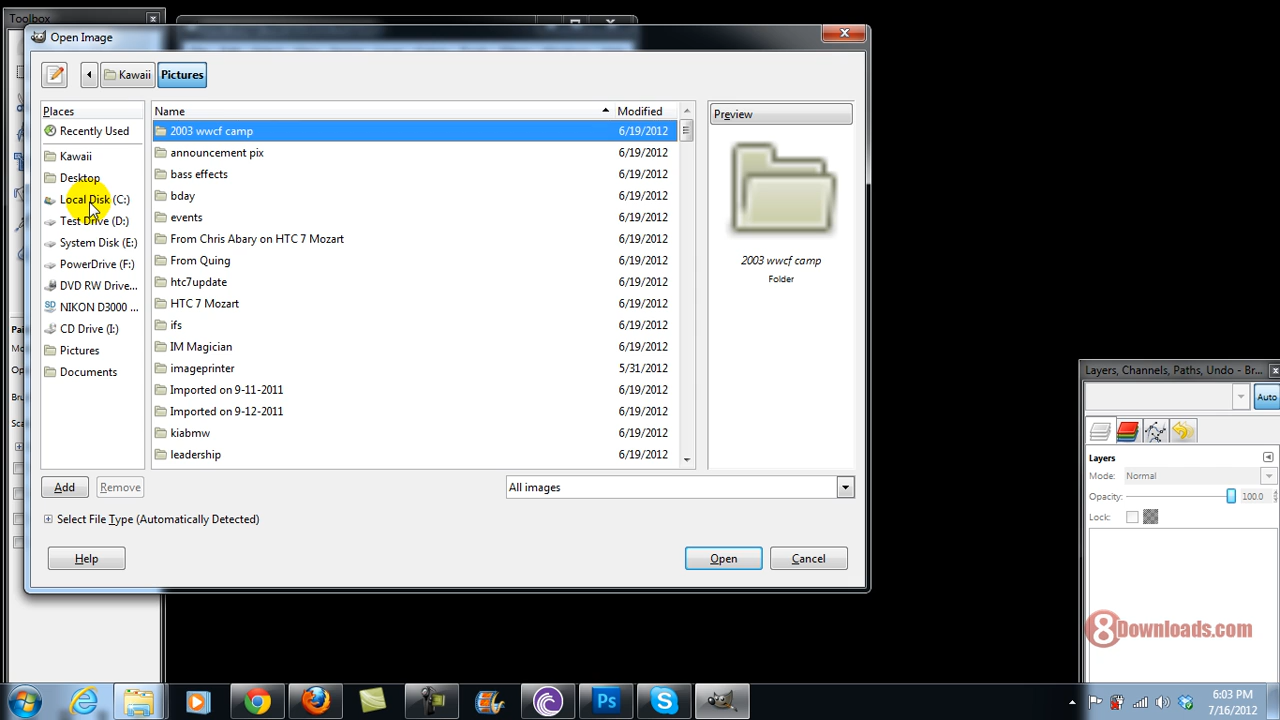 Toolbox
Open Image
Kawaii
Pictures
Places
Name
Modified
Preview
Recently Used
2003 wwcf camp
6/19/2012
announcement pix
6/19/2012
Kawaii
bass effects
6/19/2012
Desktop
bday
6/19/2012
Local Disk (C:)
events
6/19/2012
Test Drive (D:)
From Chris Abary on HTC 7 Mozart
6/19/2012
System Disk (E:)
From Quing
6/19/2012
2003 wwcf camp
PowerDrive (F:)
Folder
htc7update
6/19/2012
DVD RW Drive...
HTC 7 Mozart
6/19/2012
NIKON D3000 ...
ifs
6/19/2012
CD Drive (I:)
IM Magician
6/19/2012
Pictures
imageprinter
5/31/2012
Documents
Imported on 9-11-2011
6/19/2012
Imported on 9-12-2011
6/19/2012
kiabmw
6/19/2012
leadership
6/19/2012
Add
Remove
All images
Select File Type (Automatically Detected)
Help
Open
Cancel
Layers, Channels, Paths, Undo - Br...
Auto
Layers
Mode:
Normal
Opacity:
100.0
Lock:
8Downloads.com
6:03 PM
7/16/2012